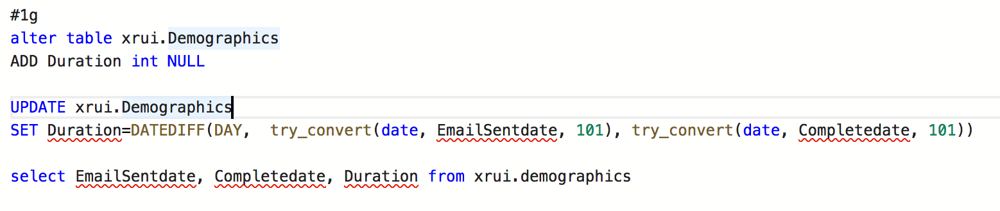 #1g
alter table xrui.Demographics
ADD Duration int NULL
UPDATE xrui.Demographics
SET Duration=DATEDIFF(DAY,  try_convert(date, EmailSentdate, 101), try_convert(date, Completedate, 101))
select EmailSentdate, Completedate, Duration from xrui.demographics